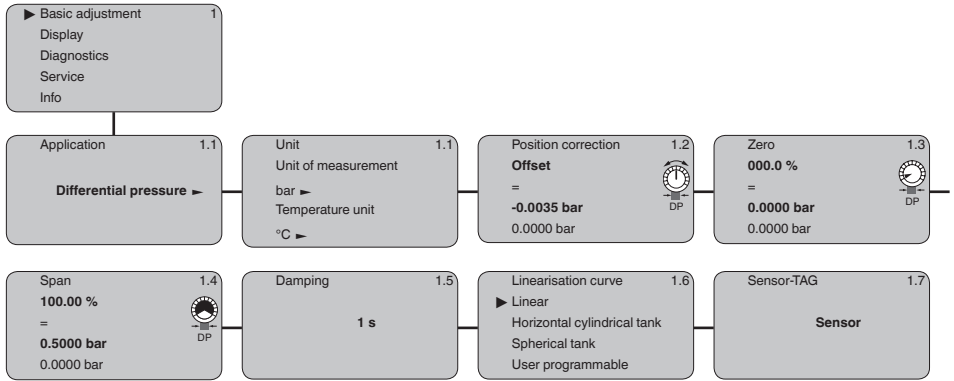 ▶ Basic adjustment 1
Display
Diagnostics
Service
Info
Application 1.1
Differential pressure ►
Unit 1.1
Unit of measurement
bar ►
Temperature unit
°C ►
Position correction 1.2
Offset
=
-0.0035 bar
0.0000 bar
DP
Zero 1.3
000.0 %
=
0.0000 bar
0.0000 bar
DP
Span 1.4
100.00 %
=
0.5000 bar
0.0000 bar
DP
Damping 1.5
1 s
Linearisation curve 1.6
▶ Linear
Horizontal cylindrical tank
Spherical tank
User programmable
Sensor-TAG 1.7
Sensor